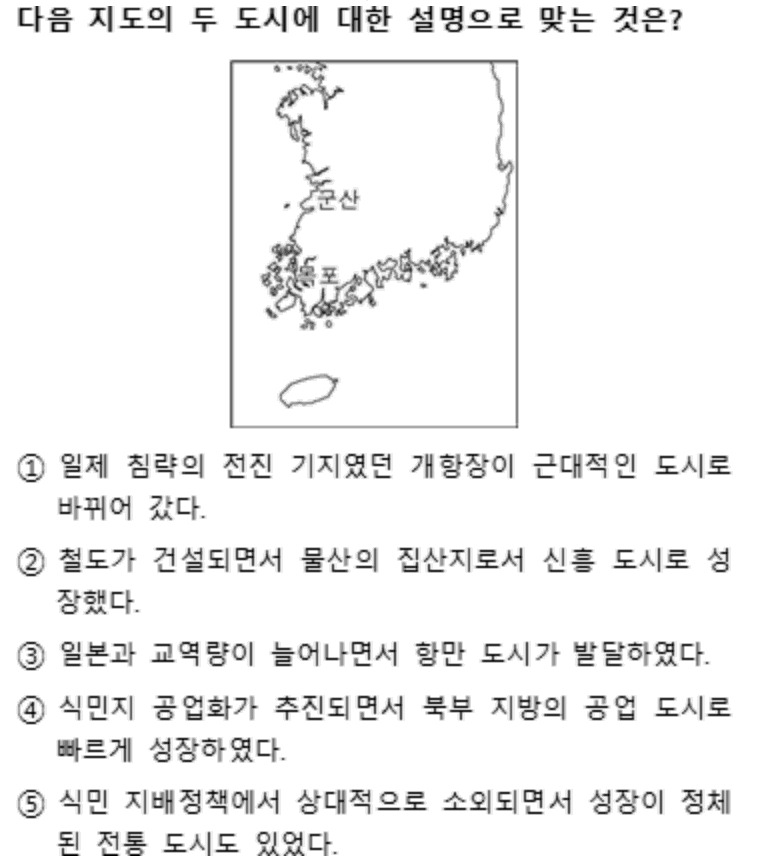 다음 지도의 두 도시에 대한 설명으로 맞는 것은?
군산
목포
① 일제 침략의 전진 기지였던 개항장이 근대적인 도시로
바뀌어 갔다.
② 철도가 건설되면서 물산의 집산지로서 신흥 도시로 성
장했다.
③ 일본과 교역량이 늘어나면서 항만 도시가 발달하였다.
④ 식민지 공업화가 추진되면서 북부 지방의 공업 도시로
빠르게 성장하였다.
⑤ 식민 지배정책에서 상대적으로 소외되면서 성장이 정체
된 전통 도시도 있었다.